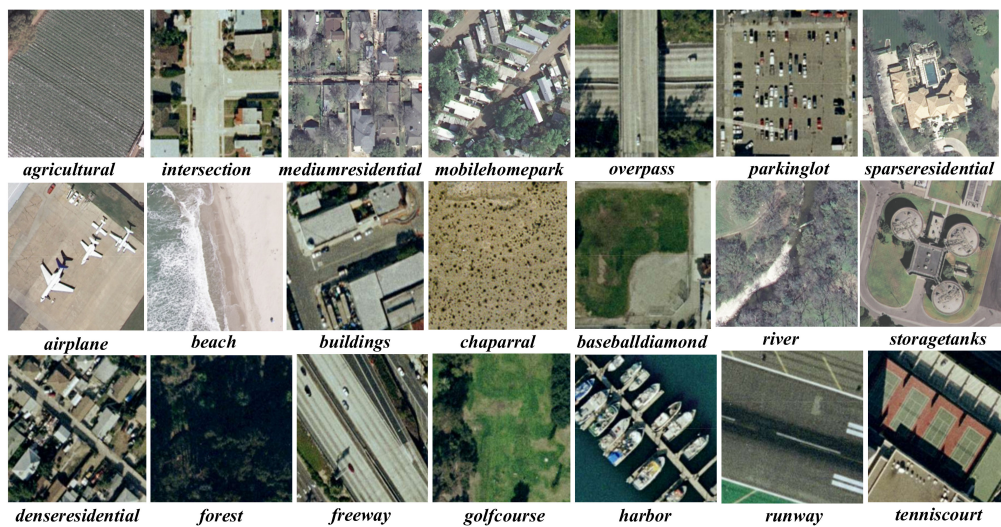 agricultural intersection mediumresidential mobilehomepark overpass parkinglot sparseresidential
airplane beach buildings chaparral baseballdiamond river storagetanks
denseresidential forest freeway golfcourse harbor runway tenniscourt